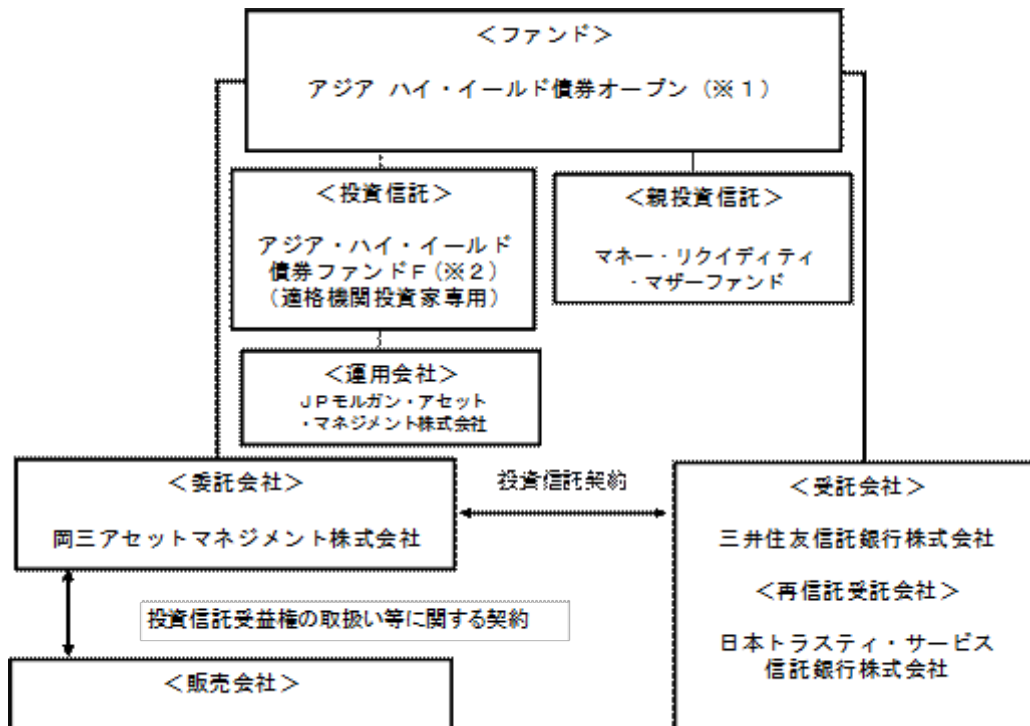 ＜ファンド＞
アジア ハイ・イールド債券オープン（※１）
＜投資信託＞
アジア・ハイ・イールド
債券ファンドＦ（※２）
（適格機関投資家専用）
＜親投資信託＞
マネー・リクイディティ
・マザーファンド
＜運用会社＞
ＪＰモルガン・アセット
・マネジメント株式会社
＜委託会社＞
岡三アセットマネジメント株式会社
投資信託契約
＜受託会社＞
三井住友信託銀行株式会社
＜再信託受託会社＞
日本トラスティ・サービス
信託銀行株式会社
投資信託受益権の取扱い等に関する契約
＜販売会社＞